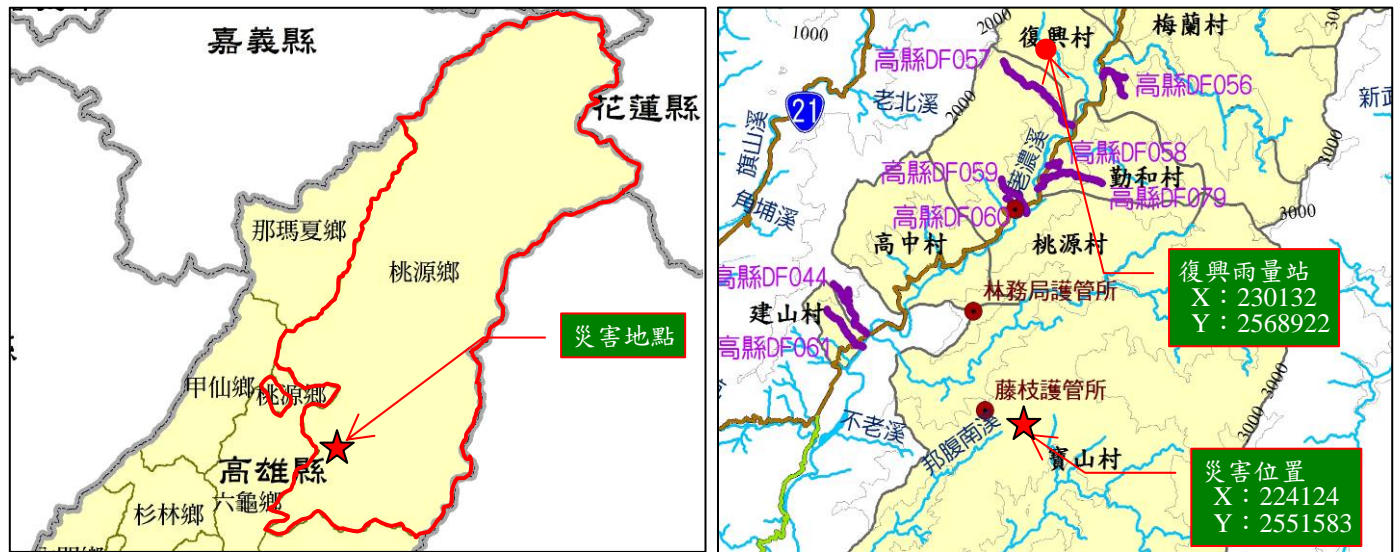 嘉義縣
花蓮縣
那瑪夏鄉
桃源鄉
災害地點
甲仙鄉
桃源鄉
高雄縣
六龜鄉
杉林鄉
2000
復興村
梅蘭村
1000
高縣DF057
高縣DF056
老北溪
21
2000
旗山溪
高縣DF058
3000
老濃溪
高縣DF059
勤和村
高縣DF079
角埔溪
高縣DF060
3000
高中村
桃源村
復興雨量站
X：230132
Y：2568922
高縣DF044
林務局護管所
建山村
高縣DF061
藤枝護管所
3000
3000
不老溪
邦腹南溪
寶山村
災害位置
X：224124
Y：2551583